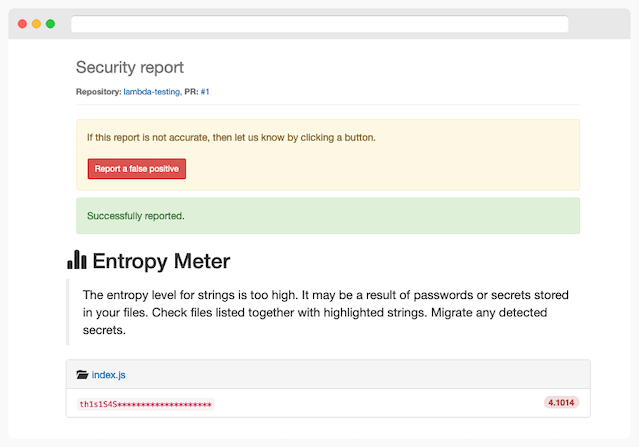 Security report
Repository: lambda-testing, PR: #1
If this report is not accurate, then let us know by clicking a button.
Report a false positive
Successfully reported.
Entropy Meter
The entropy level for strings is too high. It may be a result of passwords or secrets stored
in your files. Check files listed together with highlighted strings. Migrate any detected
secrets.
index.js
th1s1S4S********************
4.1014